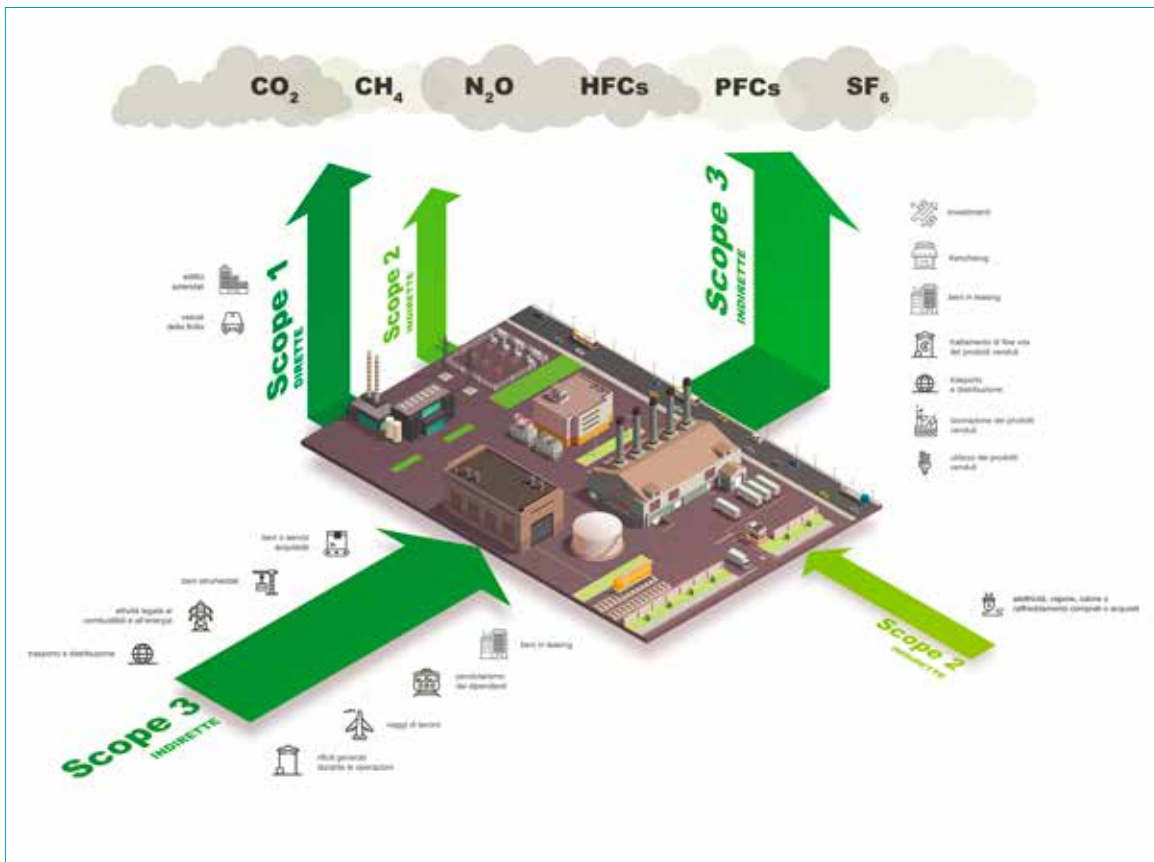 CO₂ CH₄ N₂O HFCs PFCs SF₆
Scope 1
DIRETTE
Scope 2
INDIRETTE
Scope 3
INDIRETTE
edifici
aziendali
veicoli
della flotta
investimenti
franchising
beni in leasing
trattamento di fine vita
dei prodotti venduti
trasporto
e distribuzione
lavorazione dei prodotti
venduti
utilizzo dei prodotti
venduti
beni o servizi
acquistati
beni strumentali
attività legate ai
combustibili e all'energia
trasporto e distribuzione
Scope 3
INDIRETTE
beni in leasing
pendolarismo
dei dipendenti
viaggi di lavoro
rifiuti generati
durante le operazioni
Scope 2
INDIRETTE
elettricità, vapore, calore o
raffreddamento comprati o acquisiti